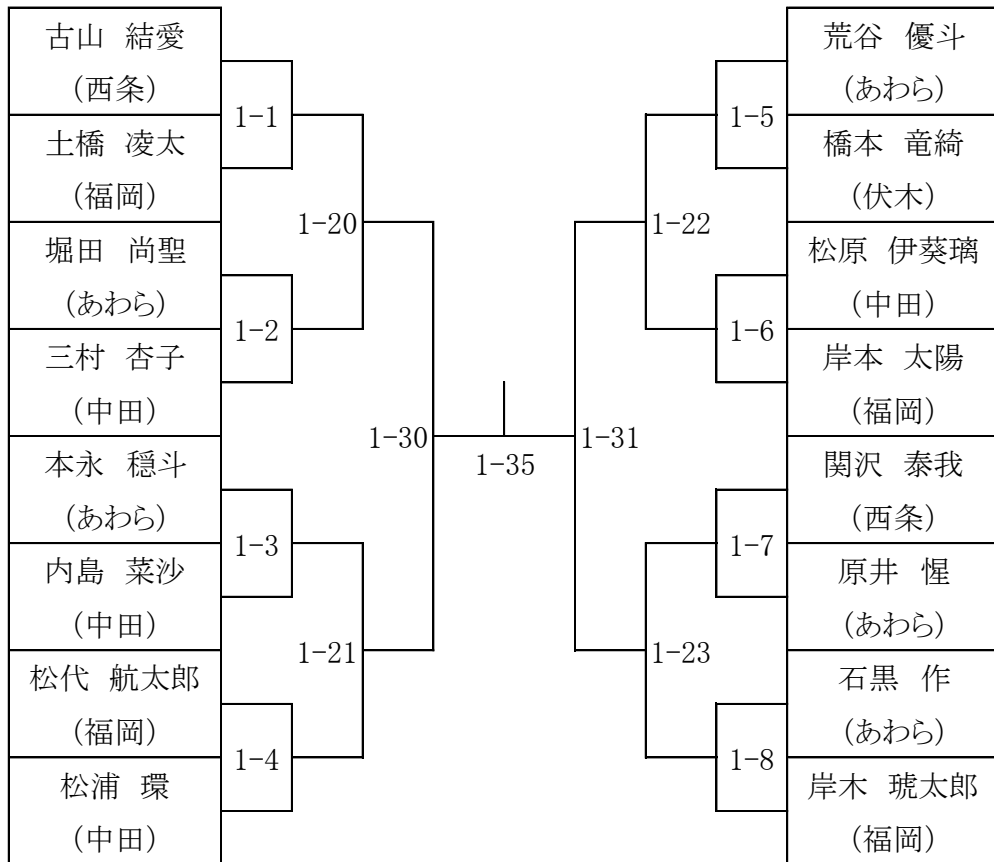 古山 結愛
(西条)
土橋 凌太
(福岡)
堀田 尚聖
(あわら)
三村 杏子
(中田)
本永 穏斗
(あわら)
内島 菜沙
(中田)
松代 航太郎
(福岡)
松浦 環
(中田)
1-1
1-2
1-3
1-4
1-20
1-21
1-30
1-35
1-31
1-22
1-23
1-5
1-6
1-7
1-8
荒谷 優斗
(あわら)
橋本 竜綺
(伏木)
松原 伊葵璃
(中田)
岸本 太陽
(福岡)
関沢 泰我
(西条)
原井 惺
(あわら)
石黒 作
(あわら)
岸木 琥太郎
(福岡)